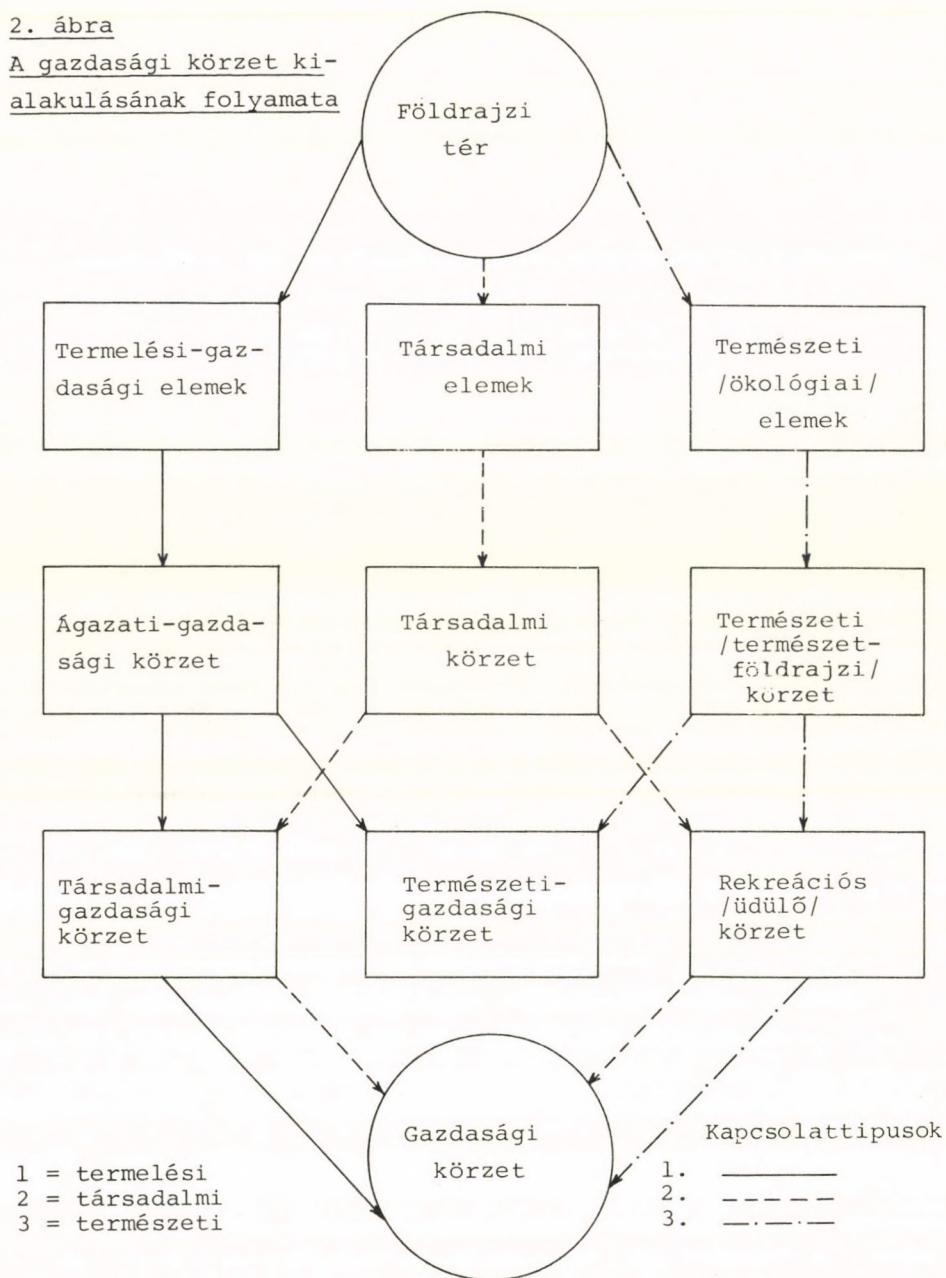 2. ábra
A gazdasági körzet ki-
alakulásának folyamata
Földrajzi
tér
Termelési-gaz-
dasági elemek
Társadalmi
elemek
Természeti
/ökológiai/
elemek
Ágazati-gazda-
sági körzet
Társadalmi
körzet
Természeti
/természet-
földrajzi/
körzet
Társadalmi-
gazdasági
körzet
Természeti-
gazdasági
körzet
Rekreációs
/üdülő/
körzet
Gazdasági
körzet
1 = termelési
2 = társadalmi
3 = természeti
Kapcsolattipusok
1.
2.
3.